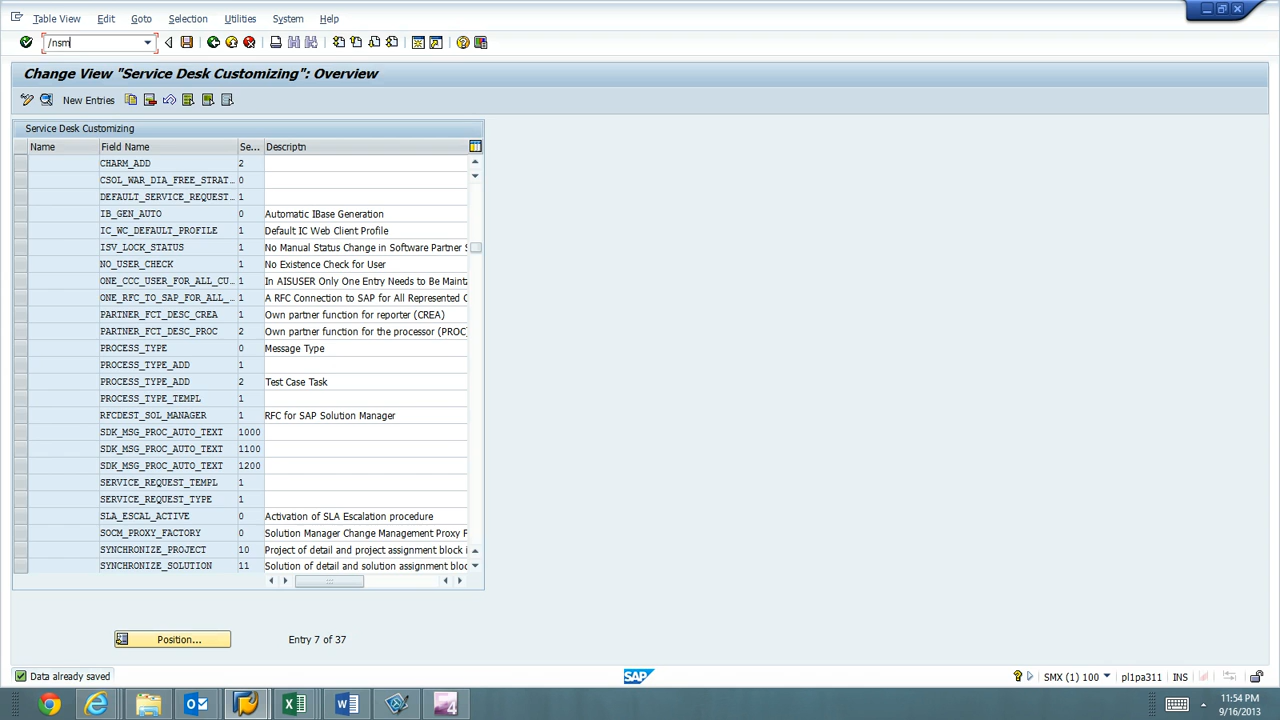 Table View Edit Goto Selection Utilities System Help
/nsm
Change View "Service Desk Customizing": Overview
New Entries
Service Desk Customizing
Name Field Name Se... Descriptn
CHARM_ADD 2
CSOL_WAR_DIA_FREE_STRAT... 0
DEFAULT_SERVICE_REQUEST... 1
IB_GEN_AUTO 0 Automatic IBase Generation
IC_WC_DEFAULT_PROFILE 1 Default IC Web Client Profile
ISV_LOCK_STATUS 1 No Manual Status Change in Software Partner S
NO_USER_CHECK 1 No Existence Check for User
ONE_CCC_USER_FOR_ALL_CU... 1 In AISUSER Only One Entry Needs to Be Mainta
ONE_RFC_TO_SAP_FOR_ALL_... 1 A RFC Connection to SAP for All Represented C
PARTNER_FCT_DESC_CREA 1 Own partner function for reporter (CREA)
PARTNER_FCT_DESC_PROC 2 Own partner function for the processor (PROC)
PROCESS_TYPE 0 Message Type
PROCESS_TYPE_ADD 1
PROCESS_TYPE_ADD 2 Test Case Task
PROCESS_TYPE_TEMPL 1
RFCDEST_SOL_MANAGER 1 RFC for SAP Solution Manager
SDK_MSG_PROC_AUTO_TEXT 1000
SDK_MSG_PROC_AUTO_TEXT 1100
SDK_MSG_PROC_AUTO_TEXT 1200
SERVICE_REQUEST_TEMPL 1
SERVICE_REQUEST_TYPE 1
SLA_ESCAL_ACTIVE 0 Activation of SLA Escalation procedure
SOCM_PROXY_FACTORY 0 Solution Manager Change Management Proxy F
SYNCHRONIZE_PROJECT 10 Project of detail and project assignment block i
SYNCHRONIZE_SOLUTION 11 Solution of detail and solution assignment bloc
Position... Entry 7 of 37
Data already saved SAP SMX (1) 100 pl1pa311 INS
11:54 PM
9/16/2013